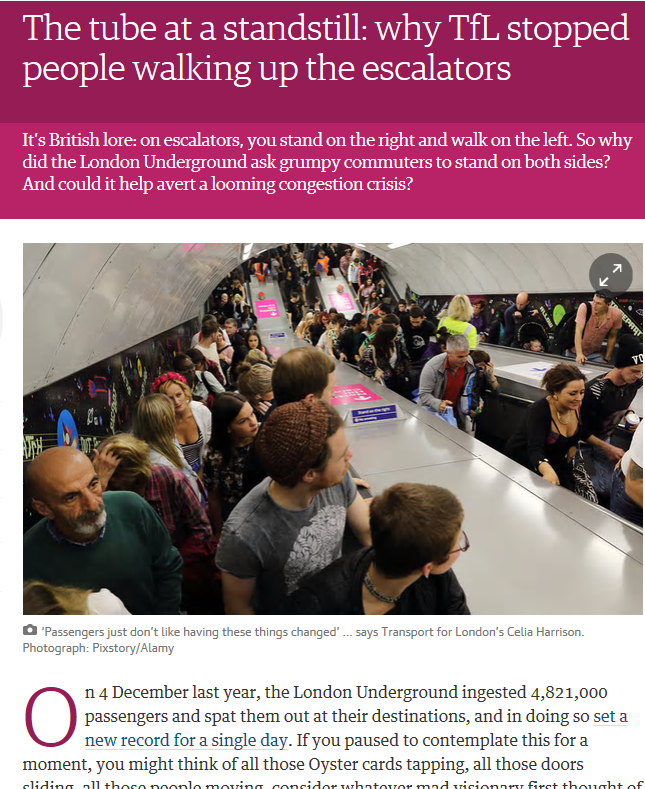 The tube at a standstill: why TfL stopped
people walking up the escalators
It's British lore: on escalators, you stand on the right and walk on the left. So why
did the London Underground ask grumpy commuters to stand on both sides?
And could it help avert a looming congestion crisis?
Stand on the right
'Passengers just don't like having these things changed' ... says Transport for London's Celia Harrison.
Photograph: Pixstory/Alamy
On 4 December last year, the London Underground ingested 4,821,000
passengers and spat them out at their destinations, and in doing so set a
new record for a single day. If you paused to contemplate this for a
moment, you might think of all those Oyster cards tapping, all those doors
sliding, all those people moving, consider whatever mad visionary first thought of